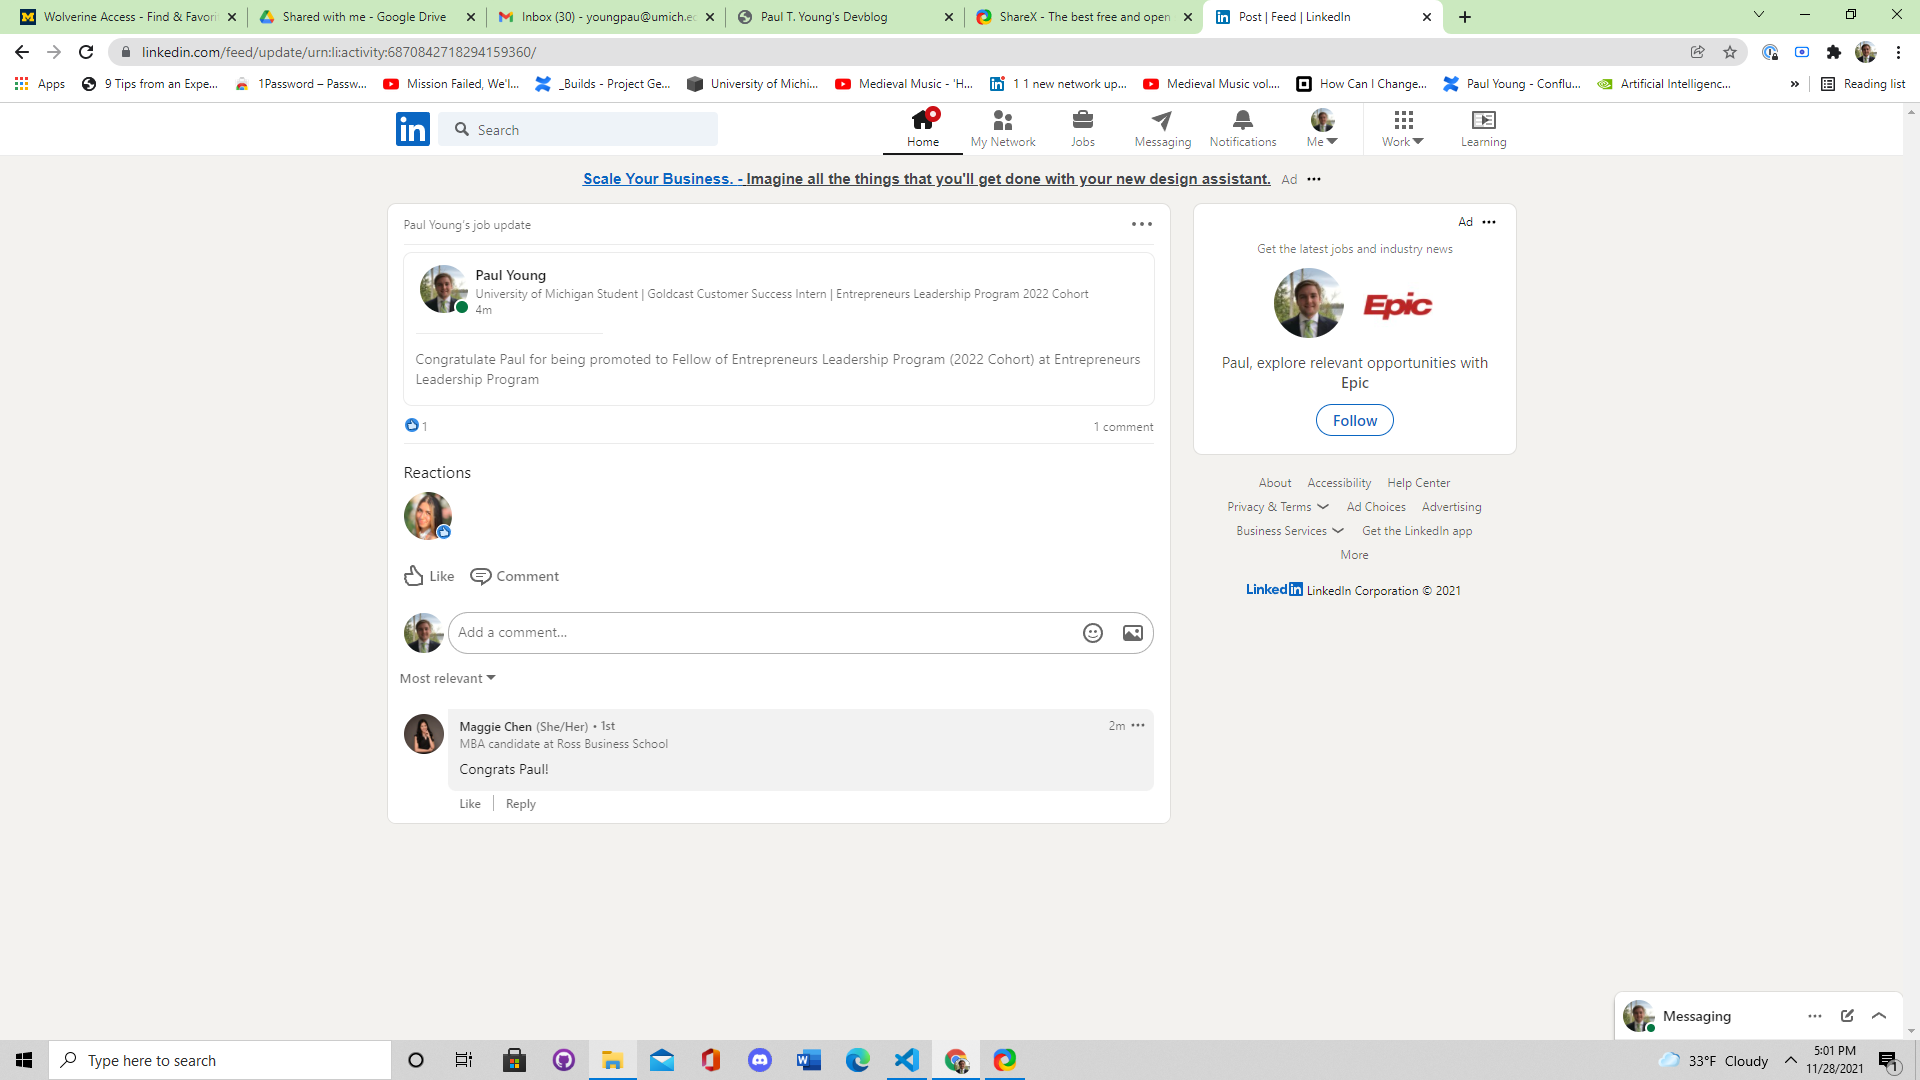 Wolverine Access - Find & Favori
Shared with me - Google Drive
Inbox (30) - youngpau@umich.ed
Paul T. Young's Devblog
ShareX - The best free and open
Post | Feed | LinkedIn
linkedin.com/feed/update/urn:li:activity:6870842718294159360/
Apps
9 Tips from an Expe...
1Password – Passw...
Mission Failed, We'l...
_Builds - Project Ge...
University of Michi...
Medieval Music - 'H...
1 1 new network up...
Medieval Music vol....
How Can I Change...
Paul Young - Conflu...
Artificial Intelligenc...
»
Reading list
in
Search
Home
My Network
Jobs
Messaging
Notifications
Me
Work
Learning
Scale Your Business. - Imagine all the things that you'll get done with your new design assistant. Ad
Paul Young's job update
Paul Young
University of Michigan Student | Goldcast Customer Success Intern | Entrepreneurs Leadership Program 2022 Cohort
4m
Congratulate Paul for being promoted to Fellow of Entrepreneurs Leadership Program (2022 Cohort) at Entrepreneurs
Leadership Program
1
1 comment
Reactions
Like
Comment
Add a comment...
Most relevant
Maggie Chen (She/Her) • 1st
2m
MBA candidate at Ross Business School
Congrats Paul!
Like
Reply
Ad
Get the latest jobs and industry news
Epic
Paul, explore relevant opportunities with
Epic
Follow
About Accessibility Help Center
Privacy & Terms Ad Choices Advertising
Business Services Get the LinkedIn app
More
LinkedIn LinkedIn Corporation © 2021
Messaging
Type here to search
33°F Cloudy
5:01 PM
11/28/2021
1